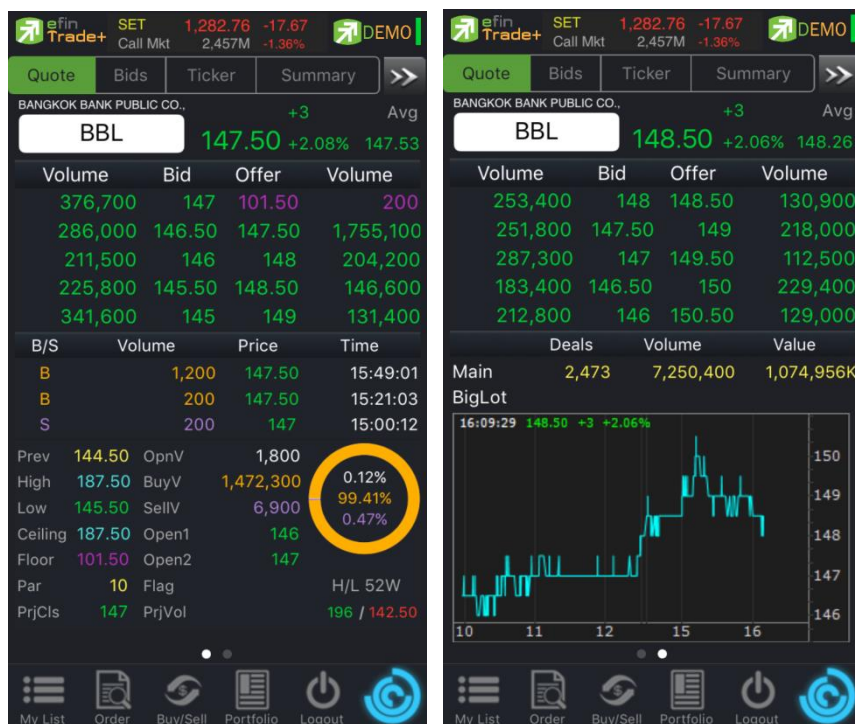 efin Trade+ SET 1,282.76 -17.67 DEMO
Call Mkt 2,457M -1.36%
Quote Bids Ticker Summary >>
BANGKOK BANK PUBLIC CO.,
+3 Avg
BBL 147.50 +2.08% 147.53
Volume Bid Offer Volume
376,700 147 101.50 200
286,000 146.50 147.50 1,755,100
211,500 146 148 204,200
225,800 145.50 148.50 146,600
341,600 145 149 131,400
B/S Volume Price Time
B 1,200 147.50 15:49:01
B 200 147.50 15:21:03
S 200 147 15:00:12
Prev 144.50 OpnV 1,800
High 187.50 BuyV 1,472,300
Low 145.50 SellV 6,900
Ceiling 187.50 Open1 146
Floor 101.50 Open2 147
Par 10 Flag H/L 52W
PrjCls 147 PrjVol 196 / 142.50
0.12%
99.41%
0.47%
My List Order Buy/Sell Portfolio Logout
efin Trade+ SET 1,282.76 -17.67 DEMO
Call Mkt 2,457M -1.36%
Quote Bids Ticker Summary >>
BANGKOK BANK PUBLIC CO.,
+3 Avg
BBL 148.50 +2.06% 148.26
Volume Bid Offer Volume
253,400 148 148.50 130,900
251,800 147.50 149 218,000
287,300 147 149.50 112,500
183,400 146.50 150 229,400
212,800 146 150.50 129,000
Deals Volume Value
Main 2,473 7,250,400 1,074,956K
BigLot
16:09:29 148.50 +3 +2.06%
150
149
148
147
146
10 11 12 15 16
My List Order Buy/Sell Portfolio Logout